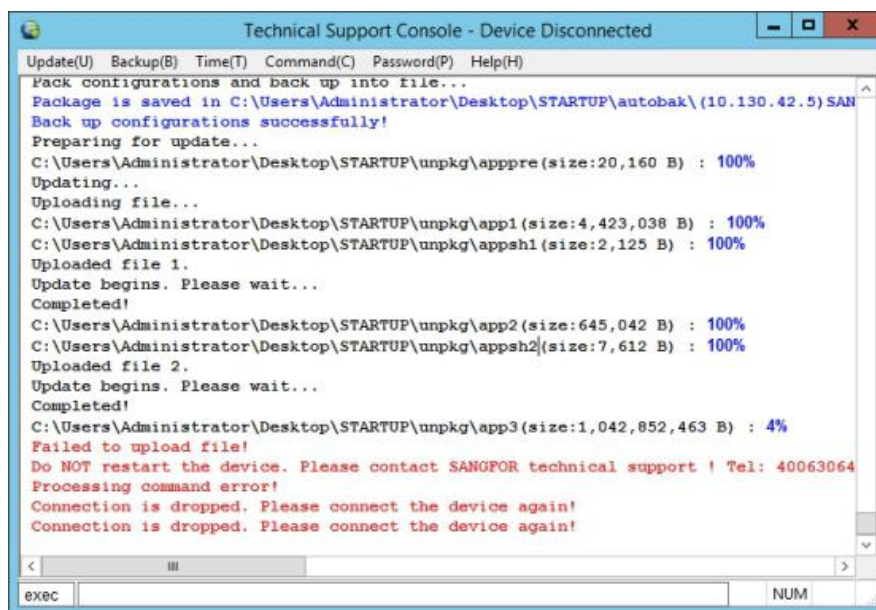 Technical Support Console - Device Disconnected
Update(U) Backup(B) Time(T) Command(C) Password(P) Help(H)
Pack configurations and back up into file...
Package is saved in C:\Users\Administrator\Desktop\STARTUP\autobak\(10.130.42.5)SAN
Back up configurations successfully!
Preparing for update...
C:\Users\Administrator\Desktop\STARTUP\unpkg\apppre(size:20,160 B) : 100%
Updating...
Uploading file...
C:\Users\Administrator\Desktop\STARTUP\unpkg\app1(size:4,423,038 B) : 100%
C:\Users\Administrator\Desktop\STARTUP\unpkg\appsh1(size:2,125 B) : 100%
Uploaded file 1.
Update begins. Please wait...
Completed!
C:\Users\Administrator\Desktop\STARTUP\unpkg\app2(size:645,042 B) : 100%
C:\Users\Administrator\Desktop\STARTUP\unpkg\appsh2(size:7,612 B) : 100%
Uploaded file 2.
Update begins. Please wait...
Completed!
C:\Users\Administrator\Desktop\STARTUP\unpkg\app3(size:1,042,852,463 B) : 4%
Failed to upload file!
Do NOT restart the device. Please contact SANGFOR technical support ! Tel: 40063064
Processing command error!
Connection is dropped. Please connect the device again!
Connection is dropped. Please connect the device again!
exec NUM